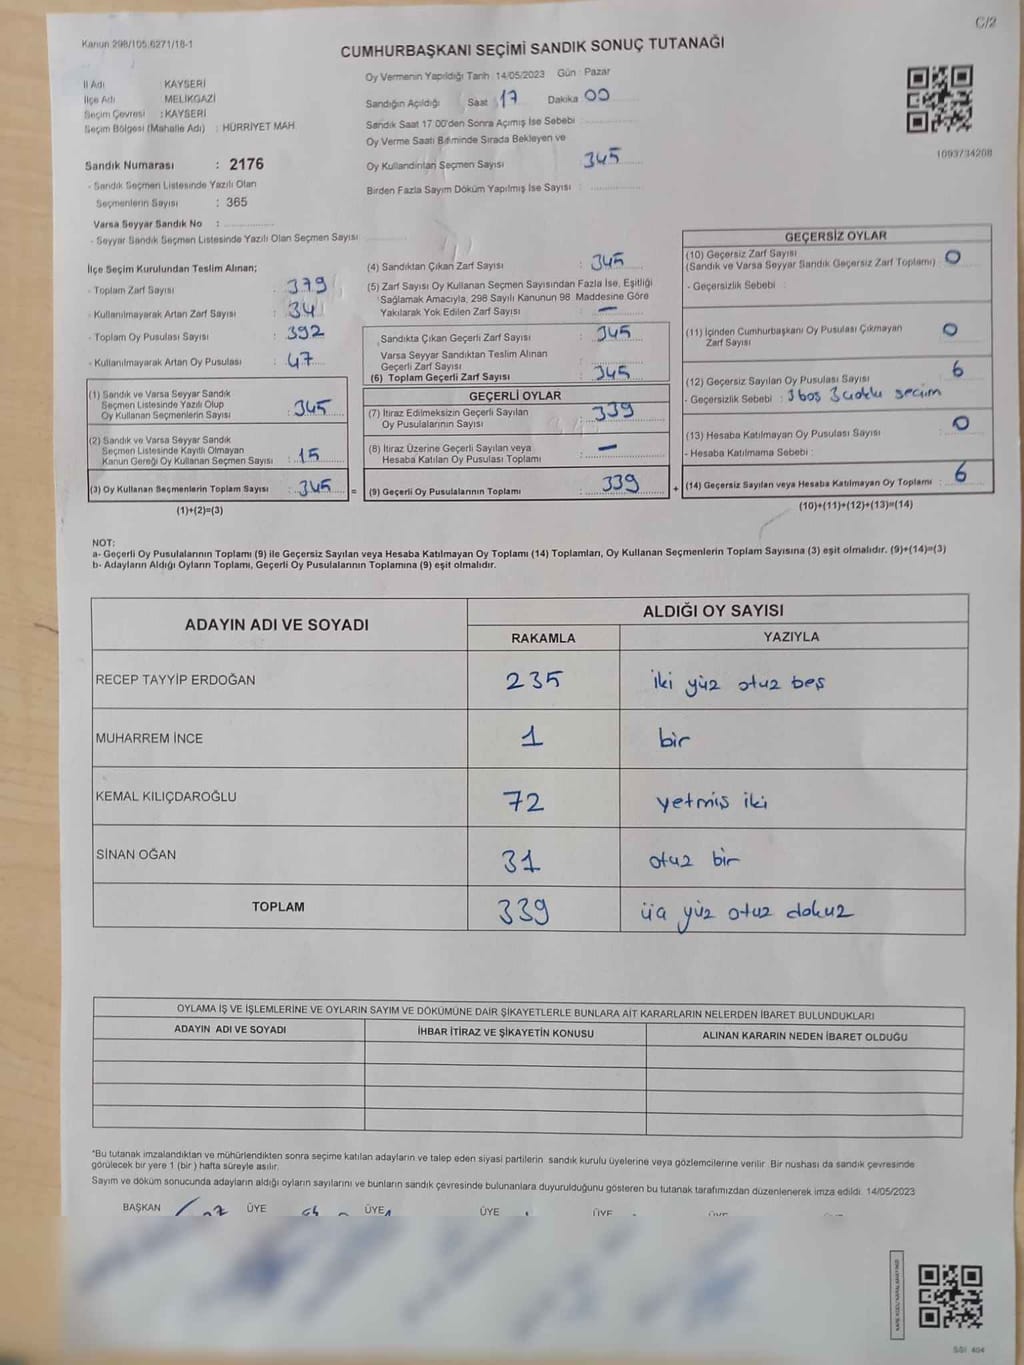 C/2
Kanun 298/105,6271/18-1
CUMHURBAŞKANI SEÇİMİ SANDIK SONUÇ TUTANAĞI
İl Adı KAYSERİ
İlçe Adı MELİKGAZİ
Seçim Çevresi : KAYSERİ
Seçim Bölgesi (Mahalle Adı) : HÜRRİYET MAH.
Sandık Numarası : 2176
- Sandık Seçmen Listesinde Yazılı Olan
Seçmenlerin Sayısı : 365
Varsa Seyyar Sandık No :
- Seyyar Sandık Seçmen Listesinde Yazılı Olan Seçmen Sayısı
Oy Vermenin Yapıldığı Tarih 14/05/2023 Gün : Pazar
Sandığın Açıldığı Saat 17 Dakika 00
Sandık Saat 17:00'den Sonra Açılmış İse Sebebi :
Oy Verme Saati Bitiminde Sırada Bekleyen ve
Oy Kullandırılan Seçmen Sayısı 345
Birden Fazla Sayım Döküm Yapılmış İse Sayısı :
1093734208
İlçe Seçim Kurulundan Teslim Alınan;
- Toplam Zarf Sayısı : 379
- Kullanılmayarak Artan Zarf Sayısı : 34
- Toplam Oy Pusulası Sayısı : 392
- Kullanılmayarak Artan Oy Pusulası : 47
(1) Sandık ve Varsa Seyyar Sandık
Seçmen Listesinde Yazılı Olup
Oy Kullanan Seçmenlerin Sayısı : 345
(2) Sandık ve Varsa Seyyar Sandık
Seçmen Listesinde Kayıtlı Olmayan
Kanun Gereği Oy Kullanan Seçmen Sayısı : 15
(3) Oy Kullanan Seçmenlerin Toplam Sayısı : 345 =
(1)+(2)=(3)
(4) Sandıktan Çıkan Zarf Sayısı : 345
(5) Zarf Sayısı Oy Kullanan Seçmen Sayısından Fazla İse, Eşitliği
Sağlamak Amacıyla, 298 Sayılı Kanunun 98. Maddesine Göre
Yakılarak Yok Edilen Zarf Sayısı : —
Sandıkta Çıkan Geçerli Zarf Sayısı : 345
Varsa Seyyar Sandıktan Teslim Alınan
Geçerli Zarf Sayısı :
(6) Toplam Geçerli Zarf Sayısı : 345
GEÇERLİ OYLAR
(7) İtiraz Edilmeksizin Geçerli Sayılan
Oy Pusulalarının Sayısı : 339
(8) İtiraz Üzerine Geçerli Sayılan veya
Hesaba Katılan Oy Pusulası Toplamı : —
(9) Geçerli Oy Pusulalarının Toplamı : 339 +
GEÇERSİZ OYLAR
(10) Geçersiz Zarf Sayısı
(Sandık ve Varsa Seyyar Sandık Geçersiz Zarf Toplamı) : 0
- Geçersizlik Sebebi :
(11) İçinden Cumhurbaşkanı Oy Pusulası Çıkmayan
Zarf Sayısı 0
(12) Geçersiz Sayılan Oy Pusulası Sayısı : 6
- Geçersizlik Sebebi : 3 boş 3 çoklu seçim
(13) Hesaba Katılmayan Oy Pusulası Sayısı : 0
- Hesaba Katılmama Sebebi :
(14) Geçersiz Sayılan veya Hesaba Katılmayan Oy Toplamı : 6
(10)+(11)+(12)+(13)=(14)
NOT:
a- Geçerli Oy Pusulalarının Toplamı (9) ile Geçersiz Sayılan veya Hesaba Katılmayan Oy Toplamı (14) Toplamları, Oy Kullanan Seçmenlerin Toplam Sayısına (3) eşit olmalıdır. (9)+(14)=(3)
b- Adayların Aldığı Oyların Toplamı, Geçerli Oy Pusulalarının Toplamına (9) eşit olmalıdır.
ADAYIN ADI VE SOYADI
ALDIĞI OY SAYISI
RAKAMLA YAZIYLA
RECEP TAYYİP ERDOĞAN 235 iki yüz otuz beş
MUHARREM İNCE 1 bir
KEMAL KILIÇDAROĞLU 72 yetmiş iki
SİNAN OĞAN 31 otuz bir
TOPLAM 339 üç yüz otuz dokuz
OYLAMA İŞ VE İŞLEMLERİNE VE OYLARIN SAYIM VE DÖKÜMÜNE DAİR ŞİKAYETLERLE BUNLARA AİT KARARLARIN NELERDEN İBARET BULUNDUKLARI
ADAYIN ADI VE SOYADI İHBAR İTİRAZ VE ŞİKAYETİN KONUSU ALINAN KARARIN NEDEN İBARET OLDUĞU
*Bu tutanak imzalandıktan ve mühürlendikten sonra seçime katılan adayların ve talep eden siyasi partilerin sandık kurulu üyelerine veya gözlemcilerine verilir. Bir nüshası da sandık çevresinde
görülecek bir yere 1 (bir) hafta süreyle asılır.
Sayım ve döküm sonucunda adayların aldığı oyların sayılarını ve bunların sandık çevresinde bulunanlara duyurulduğunu gösteren bu tutanak tarafımızdan düzenlenerek imza edildi. 14/05/2023
BAŞKAN ÜYE ÜYE ÜYE ÜYE ÜYE